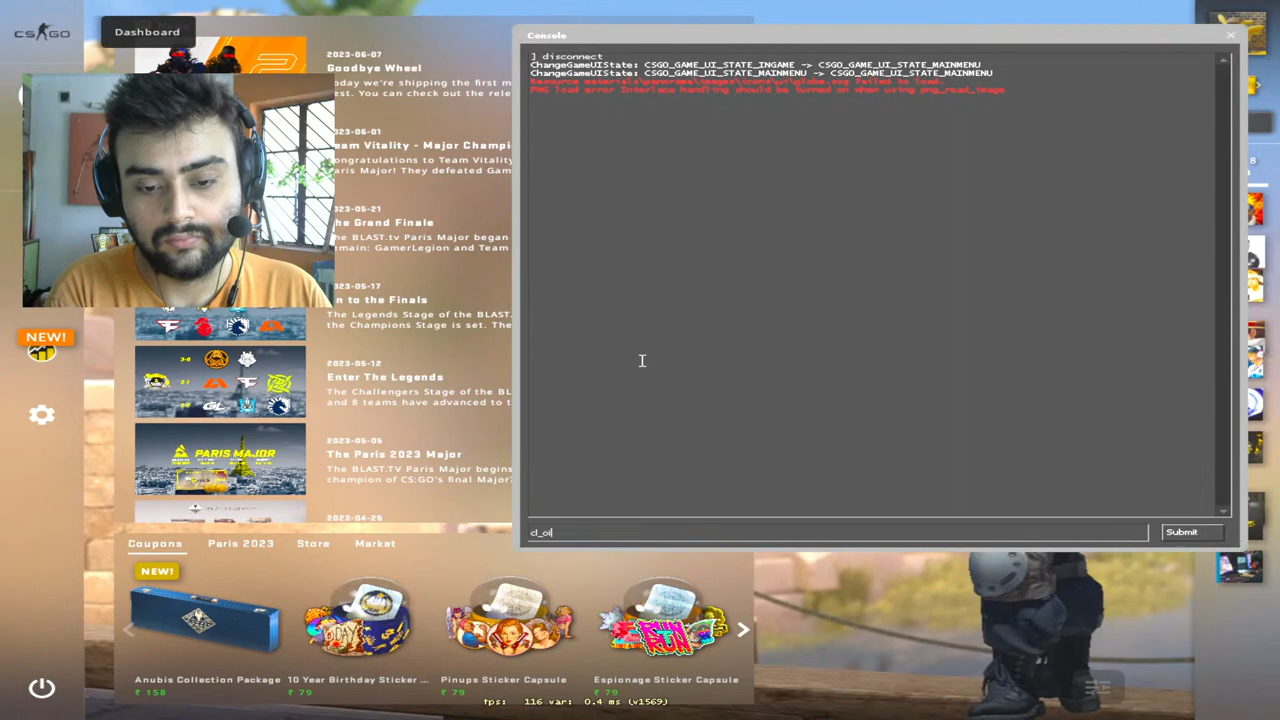 CS GO
Dashboard
2023-06-07
Goodbye Wheel
oday we're shipping the first m
est. You can check out the rele
2023-06-01
eam Vitality - Major Champi
ongratulations to Team Vitality
aris Major! They defeated Gam
-05-21
he Grand Finale
he BLAST.tv Paris Major began
emain: GamerLegion and Team
-05-17
n to the Finals
The Legends Stage of the BL
the Champions Stage is set. The
2023-05-12
Enter The Legends
The Challengers Stage of the BL
and 8 teams have advanced to t
2023-05-05
The Paris 2023 Major
The BLAST.TV Paris Major begins
champion of CS:GO's final Major?
PARIS MAJOR
2023-04-25
NEW!
Coupons
Paris 2023
Store
Market
NEW!
Anubis Collection Package
₹ 158
10 Year Birthday Sticker ...
₹ 79
Pinups Sticker Capsule
₹ 79
Espionage Sticker Capsule
₹ 79
fps: 116 var: 0.4 ms (v1569)
Console
] disconnect
ChangeGameUIState: CSGO_GAME_UI_STATE_INGAME -> CSGO_GAME_UI_STATE_MAINMENU
ChangeGameUIState: CSGO_GAME_UI_STATE_MAINMENU -> CSGO_GAME_UI_STATE_MAINMENU
failed to load.
PNG load error Interlace handling should be turned on when using png_read_image
cl_oi
Submit
8